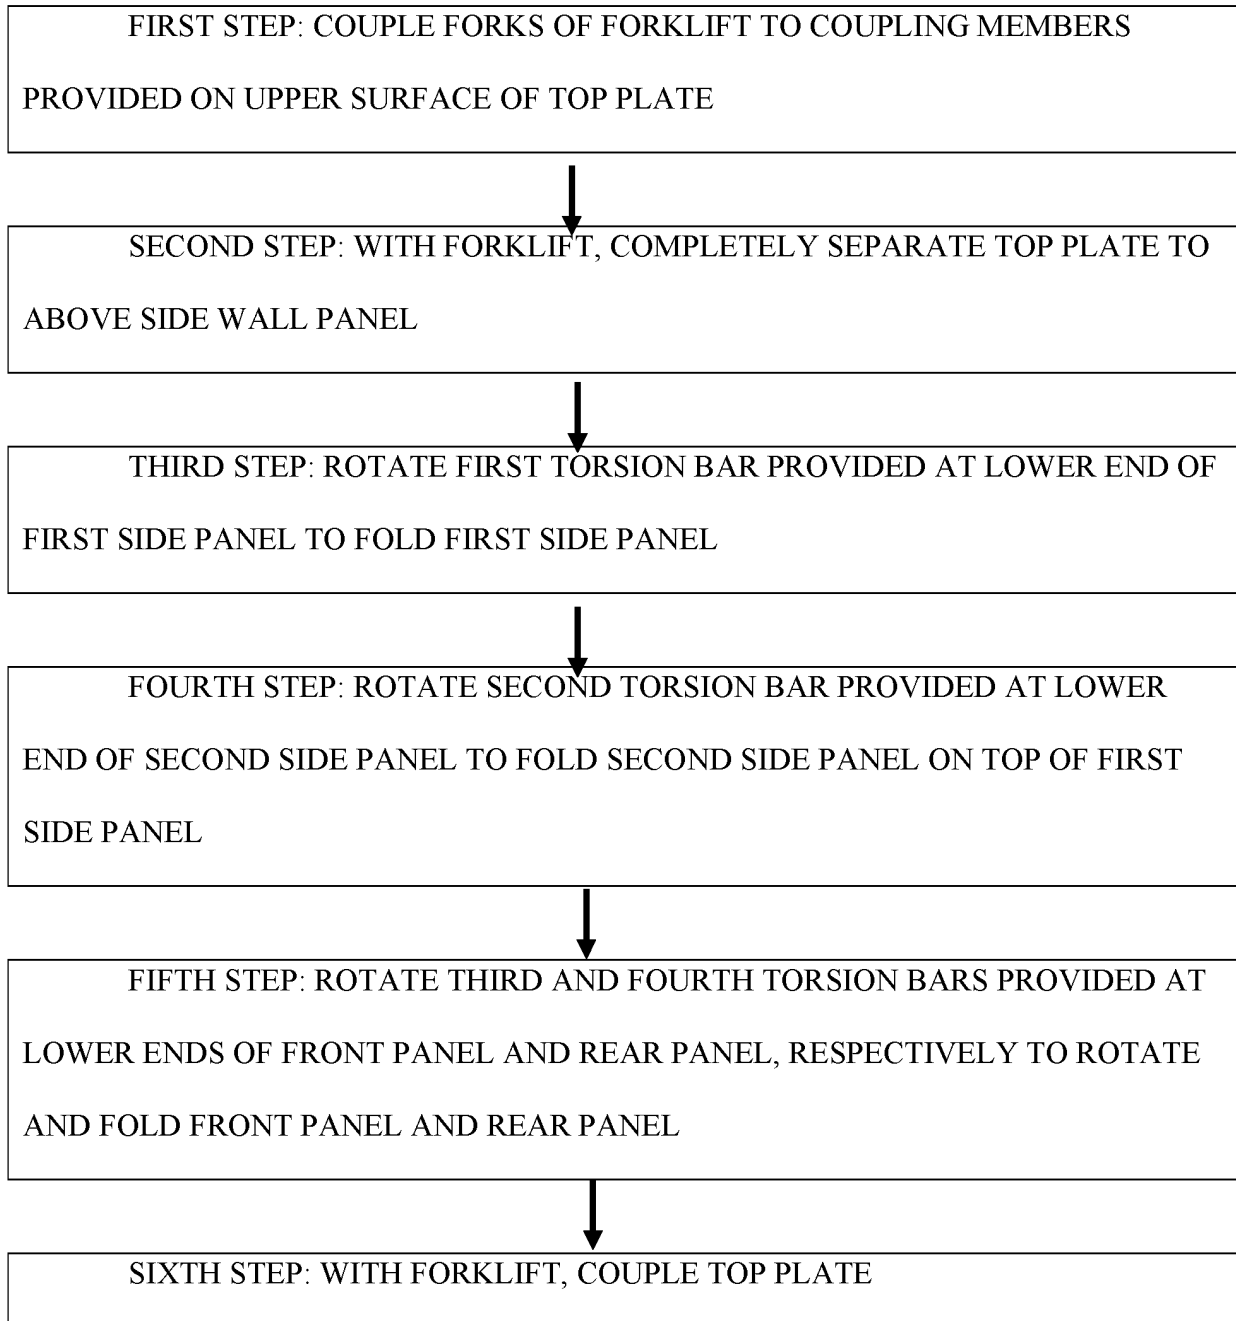 FIRST STEP: COUPLE FORKS OF FORKLIFT TO COUPLING MEMBERS
PROVIDED ON UPPER SURFACE OF TOP PLATE
SECOND STEP: WITH FORKLIFT, COMPLETELY SEPARATE TOP PLATE TO
ABOVE SIDE WALL PANEL
THIRD STEP: ROTATE FIRST TORSION BAR PROVIDED AT LOWER END OF
FIRST SIDE PANEL TO FOLD FIRST SIDE PANEL
FOURTH STEP: ROTATE SECOND TORSION BAR PROVIDED AT LOWER
END OF SECOND SIDE PANEL TO FOLD SECOND SIDE PANEL ON TOP OF FIRST
SIDE PANEL
FIFTH STEP: ROTATE THIRD AND FOURTH TORSION BARS PROVIDED AT
LOWER ENDS OF FRONT PANEL AND REAR PANEL, RESPECTIVELY TO ROTATE
AND FOLD FRONT PANEL AND REAR PANEL
SIXTH STEP: WITH FORKLIFT, COUPLE TOP PLATE